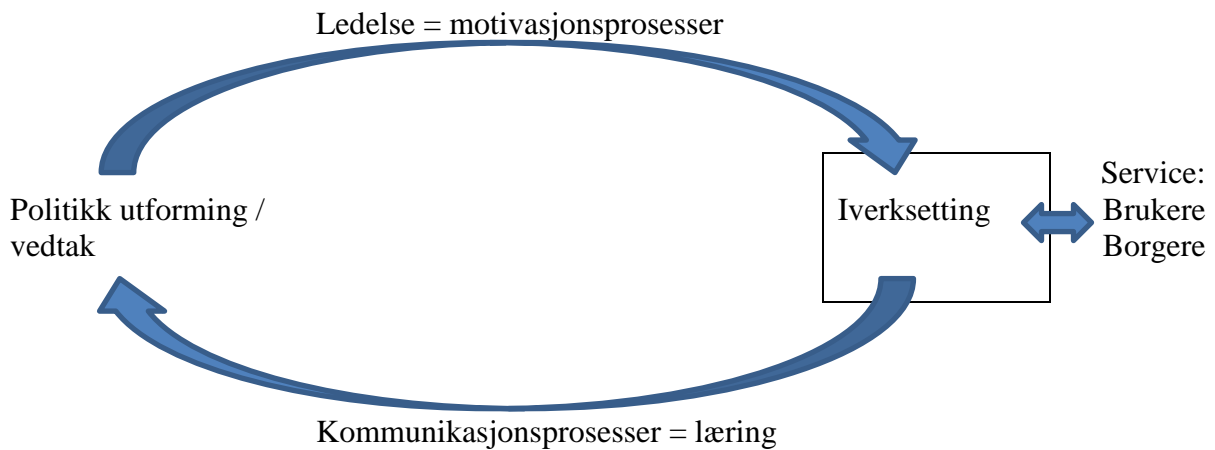 Ledelse = motivasjonsprosesser
Politikk utforming /
vedtak
Iverksetting
Service:
Brukere
Borgere
Kommunikasjonsprosesser = læring